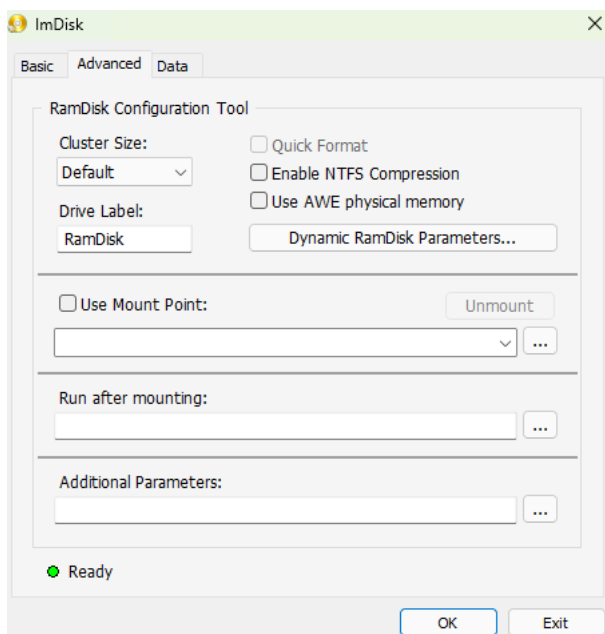 ImDisk
Basic Advanced Data
RamDisk Configuration Tool
Cluster Size:
Default
Quick Format
Enable NTFS Compression
Use AWE physical memory
Drive Label:
RamDisk
Dynamic RamDisk Parameters...
Use Mount Point:
Unmount
...
Run after mounting:
...
Additional Parameters:
...
Ready
OK Exit